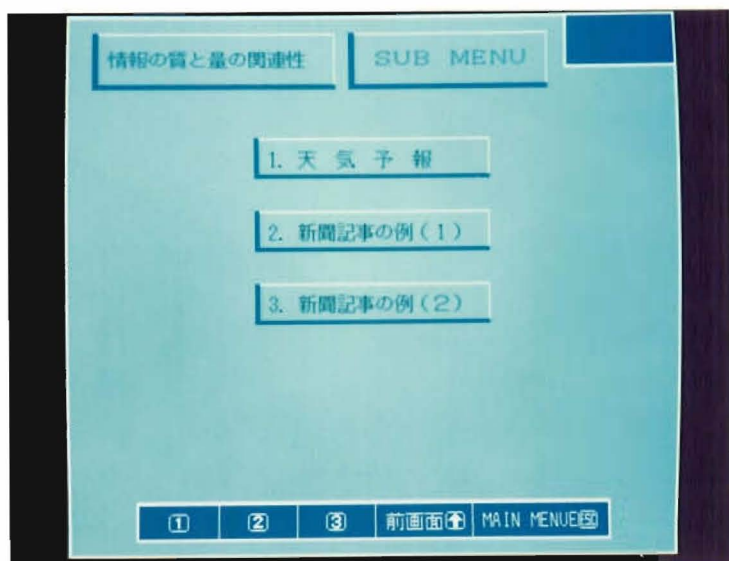 情報の質と量の関連性
SUB MENU
1. 天気予報
2. 新聞記事の例(1)
3. 新聞記事の例(2)
1 2 3 前画面↑ MAIN MENUE ESC